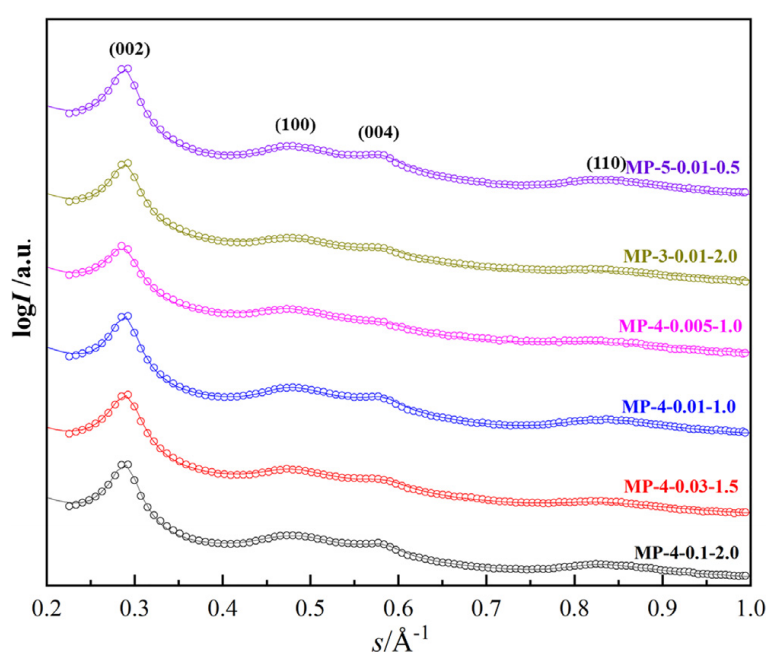 (002)
(100)
(004)
(110)
MP-5-0.01-0.5
MP-3-0.01-2.0
MP-4-0.005-1.0
MP-4-0.01-1.0
MP-4-0.03-1.5
MP-4-0.1-2.0
logI /a.u.
0.2 0.3 0.4 0.5 0.6 0.7 0.8 0.9 1.0
s/Å⁻¹